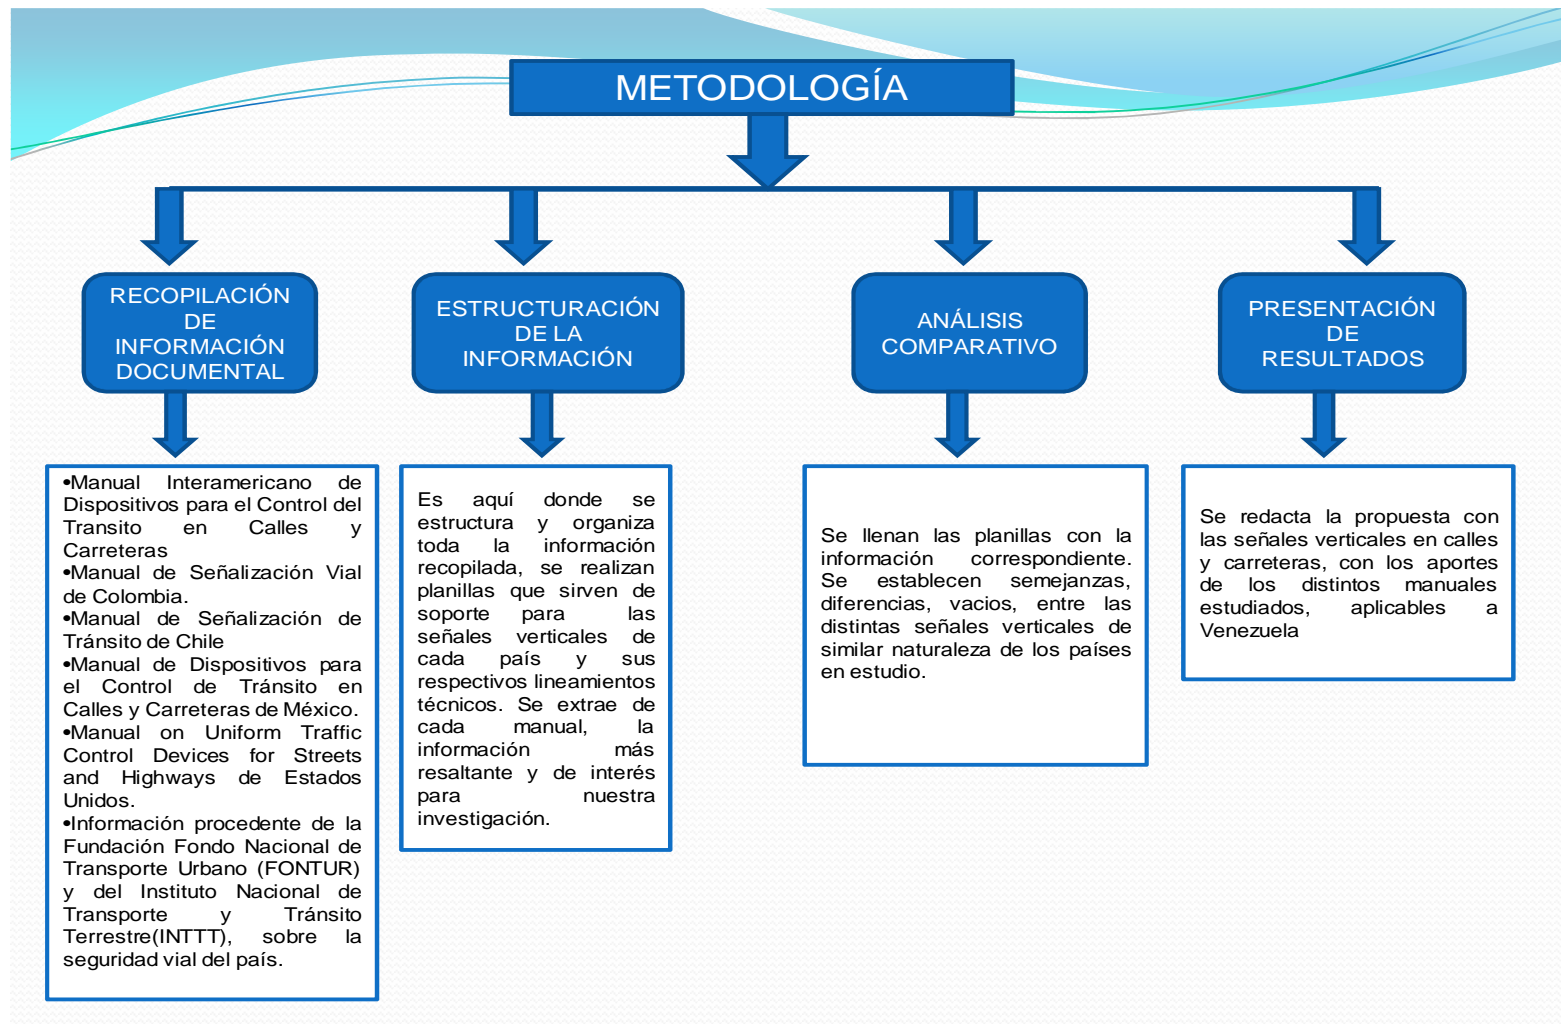 METODOLOGÍA
RECOPILACIÓN
DE
INFORMACIÓN
DOCUMENTAL
ESTRUCTURACIÓN
DE LA
INFORMACIÓN
ANÁLISIS
COMPARATIVO
PRESENTACIÓN
DE
RESULTADOS
•Manual Interamericano de
Dispositivos para el Control del
Transito en Calles y
Carreteras
•Manual de Señalización Vial
de Colombia.
•Manual de Señalización de
Tránsito de Chile
•Manual de Dispositivos para
el Control de Tránsito en
Calles y Carreteras de México.
•Manual on Uniform Traffic
Control Devices for Streets
and Highways de Estados
Unidos.
•Información procedente de la
Fundación Fondo Nacional de
Transporte Urbano (FONTUR)
y del Instituto Nacional de
Transporte y Tránsito
Terrestre(INTTT), sobre la
seguridad vial del país.
Es aquí donde se
estructura y organiza
toda la información
recopilada, se realizan
planillas que sirven de
soporte para las
señales verticales de
cada país y sus
respectivos lineamientos
técnicos. Se extrae de
cada manual, la
información más
resaltante y de interés
para nuestra
investigación.
Se llenan las planillas con la
información correspondiente.
Se establecen semejanzas,
diferencias, vacios, entre las
distintas señales verticales de
similar naturaleza de los países
en estudio.
Se redacta la propuesta con
las señales verticales en calles
y carreteras, con los aportes
de los distintos manuales
estudiados, aplicables a
Venezuela